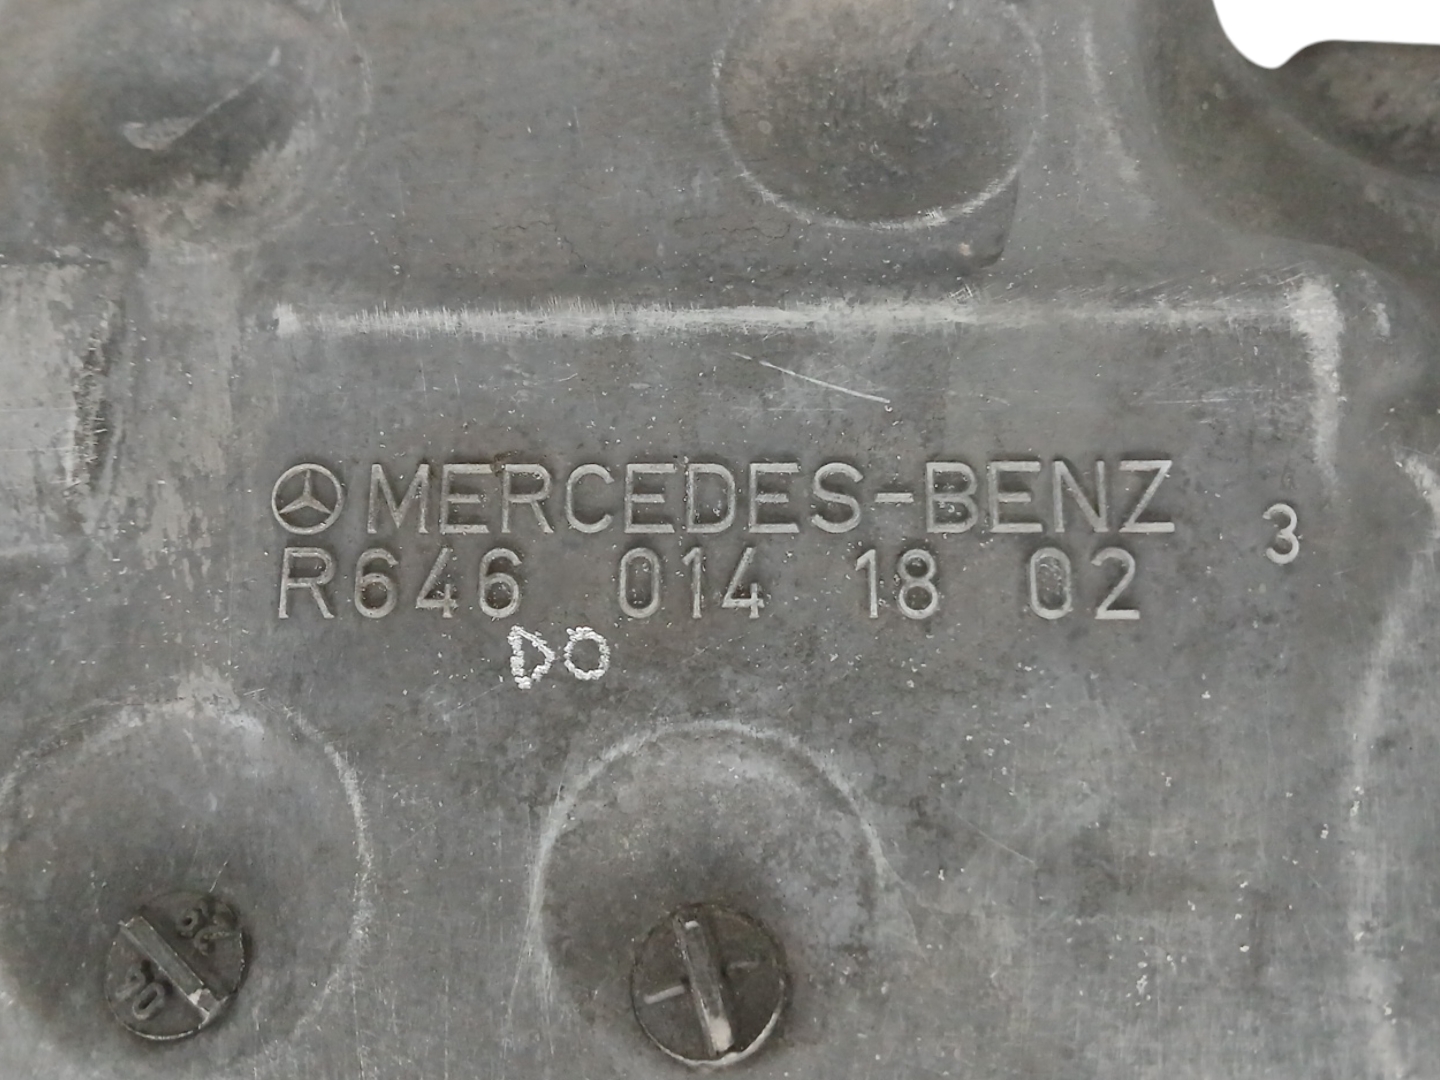 MERCEDES-BENZ
R646 014 18 02 3
DO